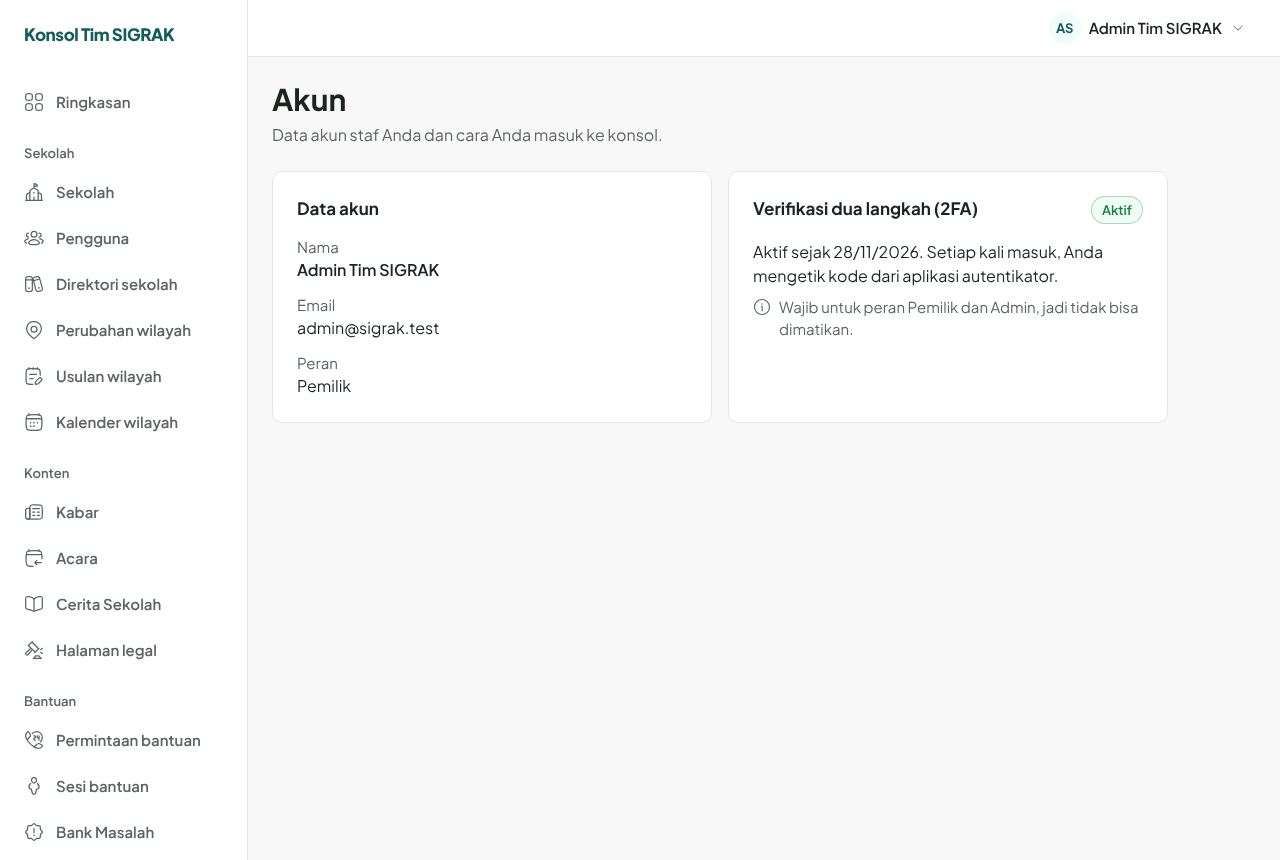 Konsol Tim SIGRAK
AS Admin Tim SIGRAK
Ringkasan
Sekolah
Sekolah
Pengguna
Direktori sekolah
Perubahan wilayah
Usulan wilayah
Kalender wilayah
Konten
Kabar
Acara
Cerita Sekolah
Halaman legal
Bantuan
Permintaan bantuan
Sesi bantuan
Bank Masalah
Akun
Data akun staf Anda dan cara Anda masuk ke konsol.
Data akun
Nama
Admin Tim SIGRAK
Email
admin@sigrak.test
Peran
Pemilik
Verifikasi dua langkah (2FA)
Aktif
Aktif sejak 28/11/2026. Setiap kali masuk, Anda
mengetik kode dari aplikasi autentikator.
Wajib untuk peran Pemilik dan Admin, jadi tidak bisa
dimatikan.